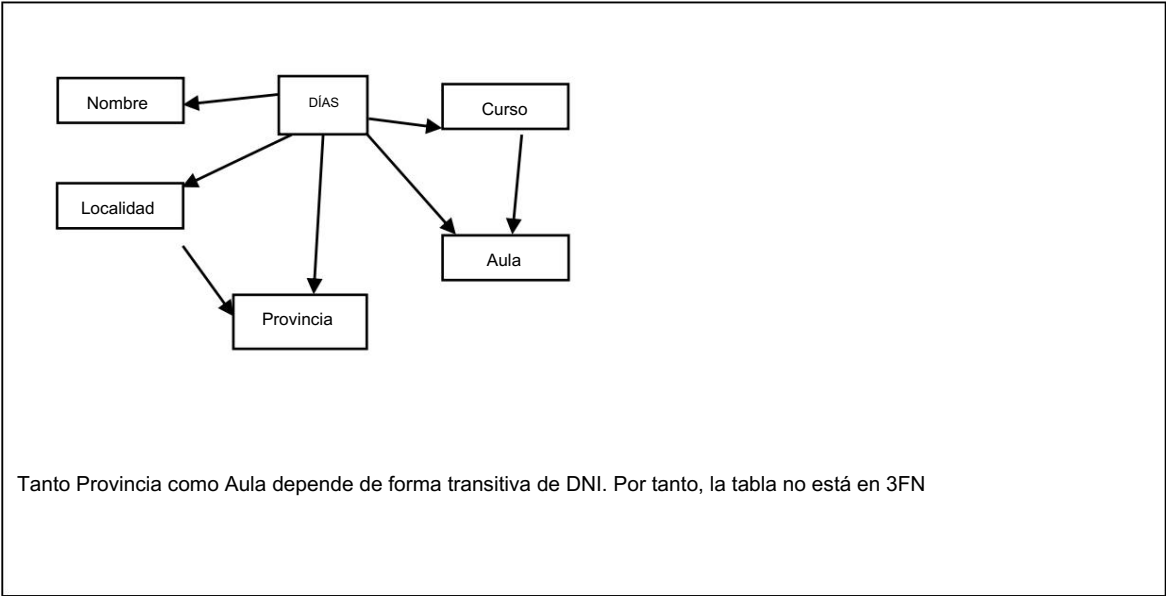 Nombre
DÍAS
Curso
Localidad
Aula
Provincia
Tanto Provincia como Aula depende de forma transitiva de DNI. Por tanto, la tabla no está en 3FN